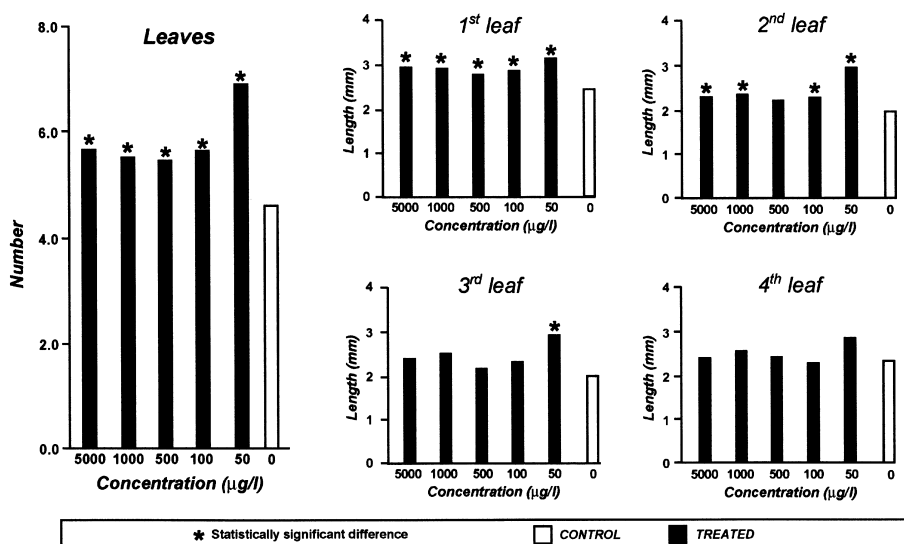 Leaves
8.0
6.0
4.0
2.0
0.0
Number
* * * * *
5000 1000 500 100 50 0
Concentration (µg/l)
1st leaf
4
3
2
1
0
Length (mm)
* * * * *
5000 1000 500 100 50 0
Concentration (µg/l)
2nd leaf
4
3
2
1
0
Length (mm)
* * * *
5000 1000 500 100 50 0
Concentration (µg/l)
3rd leaf
4
3
2
1
0
Length (mm)
*
5000 1000 500 100 50 0
Concentration (µg/l)
4th leaf
4
3
2
1
0
Length (mm)
5000 1000 500 100 50 0
Concentration (µg/l)
* Statistically significant difference CONTROL TREATED